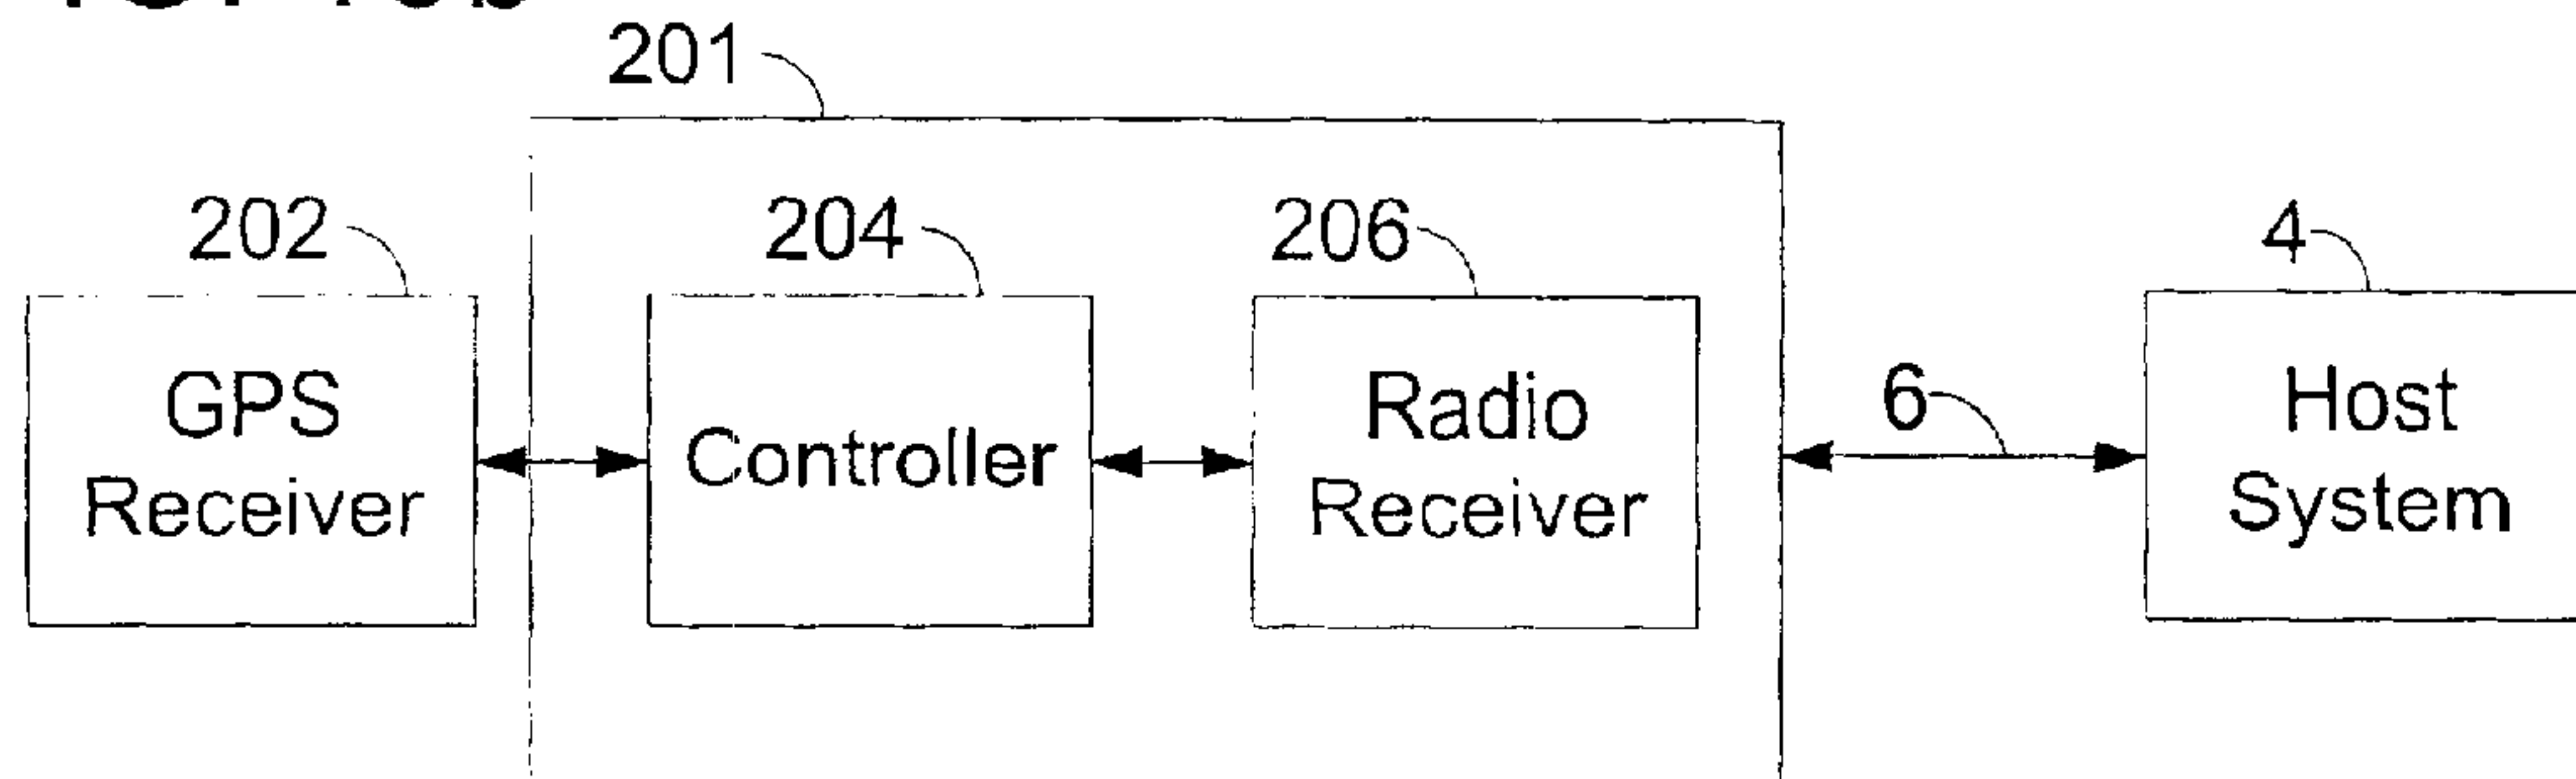 201
202
204
206
4
GPS
Receiver
Controller
Radio
Receiver
6
Host
System